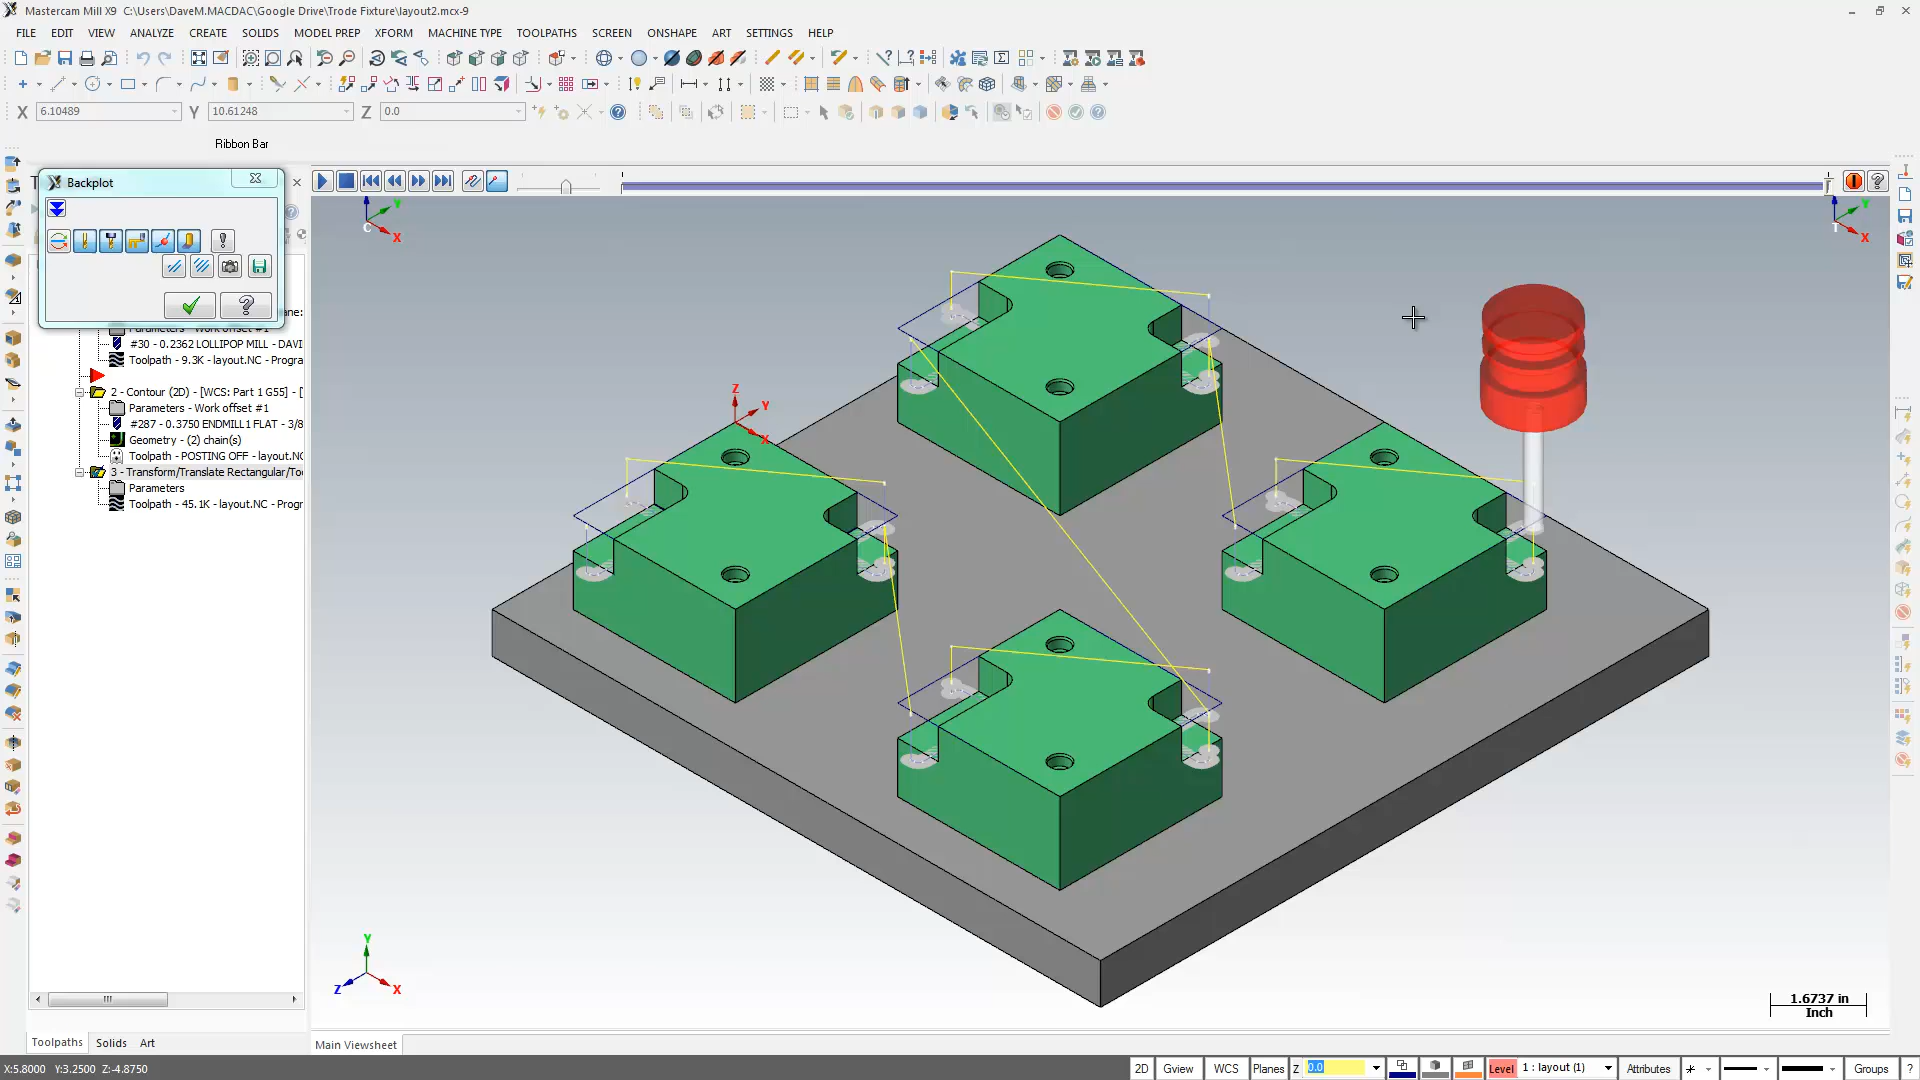 Mastercam Mill X9 C:\Users\DaveM.MACDAC\Google Drive\Trode Fixture\layout2.mcx-9
FILE EDIT VIEW ANALYZE CREATE SOLIDS MODEL PREP XFORM MACHINE TYPE TOOLPATHS SCREEN ONSHAPE ART SETTINGS HELP
X 6.10489 Y 10.61248 Z 0.0
Ribbon Bar
Backplot
Parameters - Work offset #1
#30 - 0.2362 LOLLIPOP MILL - DAVI
Toolpath - 9.3K - layout.NC - Progra
2 - Contour (2D) - [WCS: Part 1 G55] - [
Parameters - Work offset #1
#287 - 0.3750 ENDMILL1 FLAT - 3/8
Geometry - (2) chain(s)
Toolpath - POSTING OFF - layout.NC
3 - Transform/Translate Rectangular/Too
Parameters
Toolpath - 45.1K - layout.NC - Progr
C
Y
X
T
Y
X
Z
Y
X
Y
Z
X
1.6737 in
Inch
Toolpaths Solids Art
Main Viewsheet
X:5.8000 Y:3.2500 Z:-4.8750
2D Gview WCS Planes Z 0.0 Level 1 : layout (1) Attributes Groups ?